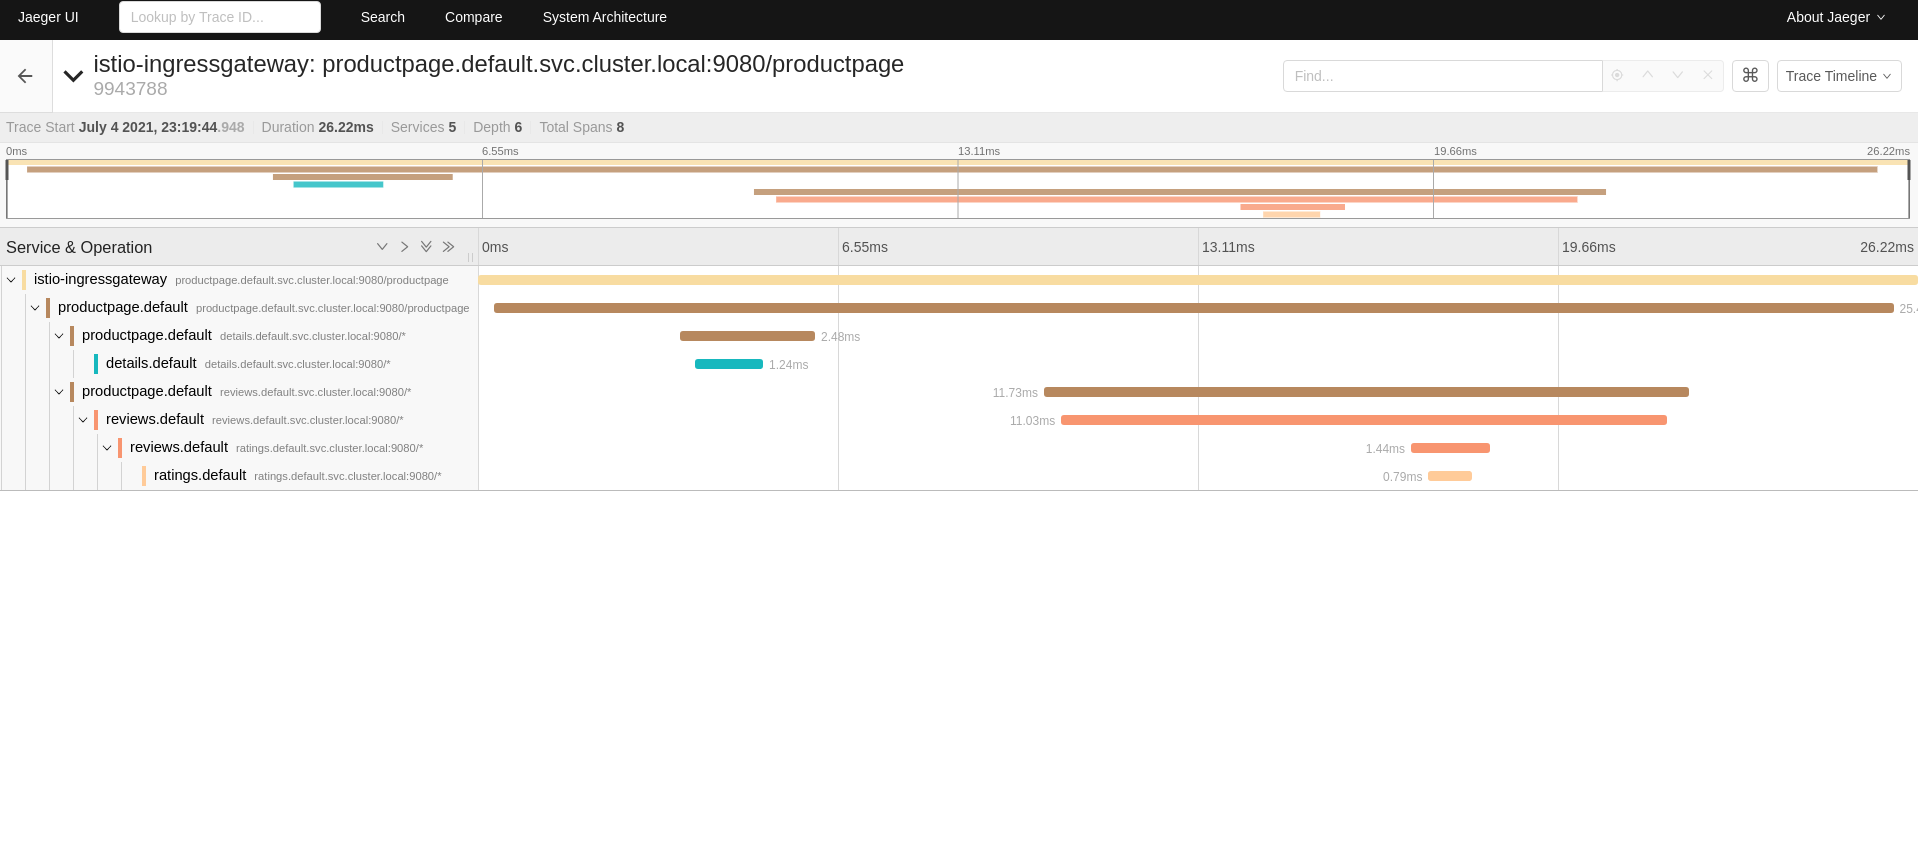 Jaeger UI Lookup by Trace ID... Search Compare System Architecture About Jaeger
istio-ingressgateway: productpage.default.svc.cluster.local:9080/productpage
9943788
Find... ⌘ Trace Timeline
Trace Start July 4 2021, 23:19:44.948 Duration 26.22ms Services 5 Depth 6 Total Spans 8
0ms 6.55ms 13.11ms 19.66ms 26.22ms
Service & Operation 0ms 6.55ms 13.11ms 19.66ms 26.22ms
istio-ingressgateway productpage.default.svc.cluster.local:9080/productpage
productpage.default productpage.default.svc.cluster.local:9080/productpage
productpage.default details.default.svc.cluster.local:9080/* 2.48ms
details.default details.default.svc.cluster.local:9080/* 1.24ms
productpage.default reviews.default.svc.cluster.local:9080/* 11.73ms
reviews.default reviews.default.svc.cluster.local:9080/* 11.03ms
reviews.default ratings.default.svc.cluster.local:9080/* 1.44ms
ratings.default ratings.default.svc.cluster.local:9080/* 0.79ms